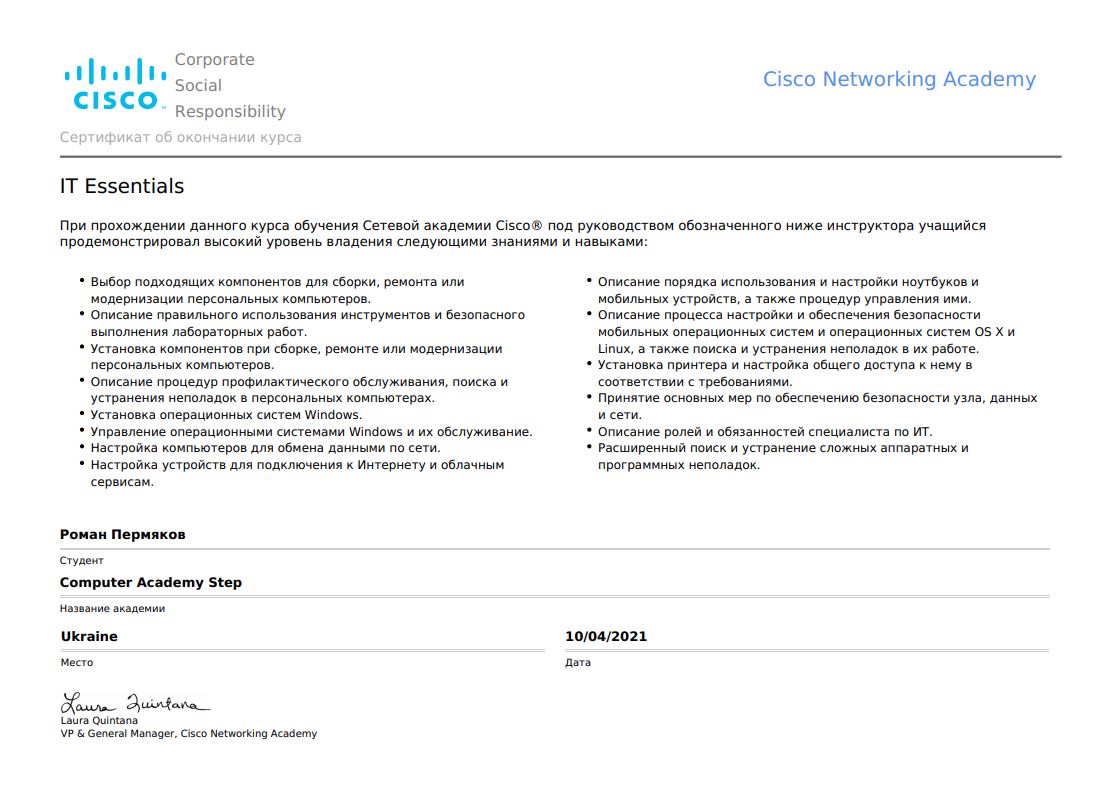 Corporate
Social
Responsibility
CISCO
™
Cisco Networking Academy
Сертификат об окончании курса
IT Essentials
При прохождении данного курса обучения Сетевой академии Cisco® под руководством обозначенного ниже инструктора учащийся
продемонстрировал высокий уровень владения следующими знаниями и навыками:
• Выбор подходящих компонентов для сборки, ремонта или
модернизации персональных компьютеров.
• Описание правильного использования инструментов и безопасного
выполнения лабораторных работ.
• Установка компонентов при сборке, ремонте или модернизации
персональных компьютеров.
• Описание процедур профилактического обслуживания, поиска и
устранения неполадок в персональных компьютерах.
• Установка операционных систем Windows.
• Управление операционными системами Windows и их обслуживание.
• Настройка компьютеров для обмена данными по сети.
• Настройка устройств для подключения к Интернету и облачным
сервисам.
• Описание порядка использования и настройки ноутбуков и
мобильных устройств, а также процедур управления ими.
• Описание процесса настройки и обеспечения безопасности
мобильных операционных систем и операционных систем OS X и
Linux, а также поиска и устранения неполадок в их работе.
• Установка принтера и настройка общего доступа к нему в
соответствии с требованиями.
• Принятие основных мер по обеспечению безопасности узла, данных
и сети.
• Описание ролей и обязанностей специалиста по ИТ.
• Расширенный поиск и устранение сложных аппаратных и
программных неполадок.
Роман Пермяков
Студент
Computer Academy Step
Название академии
Ukraine
Место
10/04/2021
Дата
Laura Quintana
Laura Quintana
VP & General Manager, Cisco Networking Academy